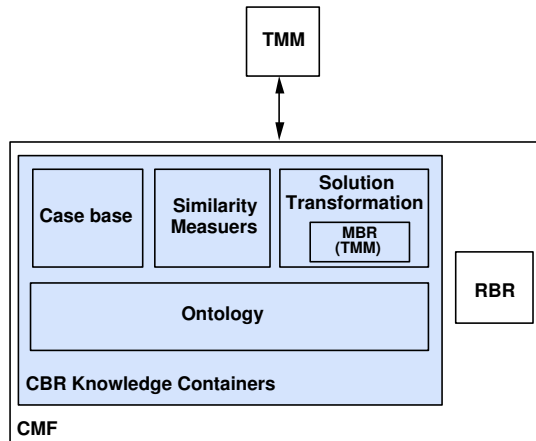 TMM
Case base
Similarity
Measuers
Solution
Transformation
MBR
(TMM)
RBR
Ontology
CBR Knowledge Containers
CMF